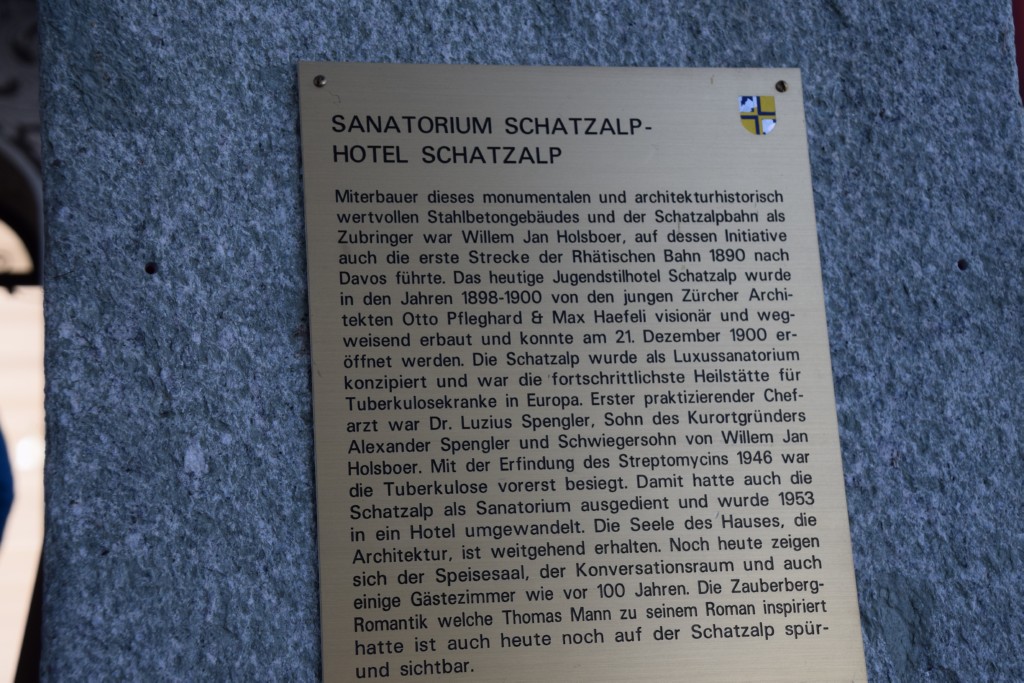 SANATORIUM SCHATZALP-
HOTEL SCHATZALP
Miterbauer dieses monumentalen und architekturhistorisch
wertvollen Stahlbetongebäudes und der Schatzalpbahn als
Zubringer war Willem Jan Holsboer, auf dessen Initiative
auch die erste Strecke der Rhätischen Bahn 1890 nach
Davos führte. Das heutige Jugendstilhotel Schatzalp wurde
in den Jahren 1898-1900 von den jungen Zürcher Archi-
tekten Otto Pfleghard & Max Haefeli visionär und weg-
weisend erbaut und konnte am 21. Dezember 1900 er-
öffnet werden. Die Schatzalp wurde als Luxussanatorium
konzipiert und war die fortschrittlichste Heilstätte für
Tuberkulosekranke in Europa. Erster praktizierender Chef-
arzt war Dr. Luzius Spengler, Sohn des Kurortgründers
Alexander Spengler und Schwiegersohn von Willem Jan
Holsboer. Mit der Erfindung des Streptomycins 1946 war
die Tuberkulose vorerst besiegt. Damit hatte auch die
Schatzalp als Sanatorium ausgedient und wurde 1953
in ein Hotel umgewandelt. Die Seele des Hauses, die
Architektur, ist weitgehend erhalten. Noch heute zeigen
sich der Speisesaal, der Konversationsraum und auch
einige Gästezimmer wie vor 100 Jahren. Die Zauberberg-
Romantik welche Thomas Mann zu seinem Roman inspiriert
hatte ist auch heute noch auf der Schatzalp spür-
und sichtbar.